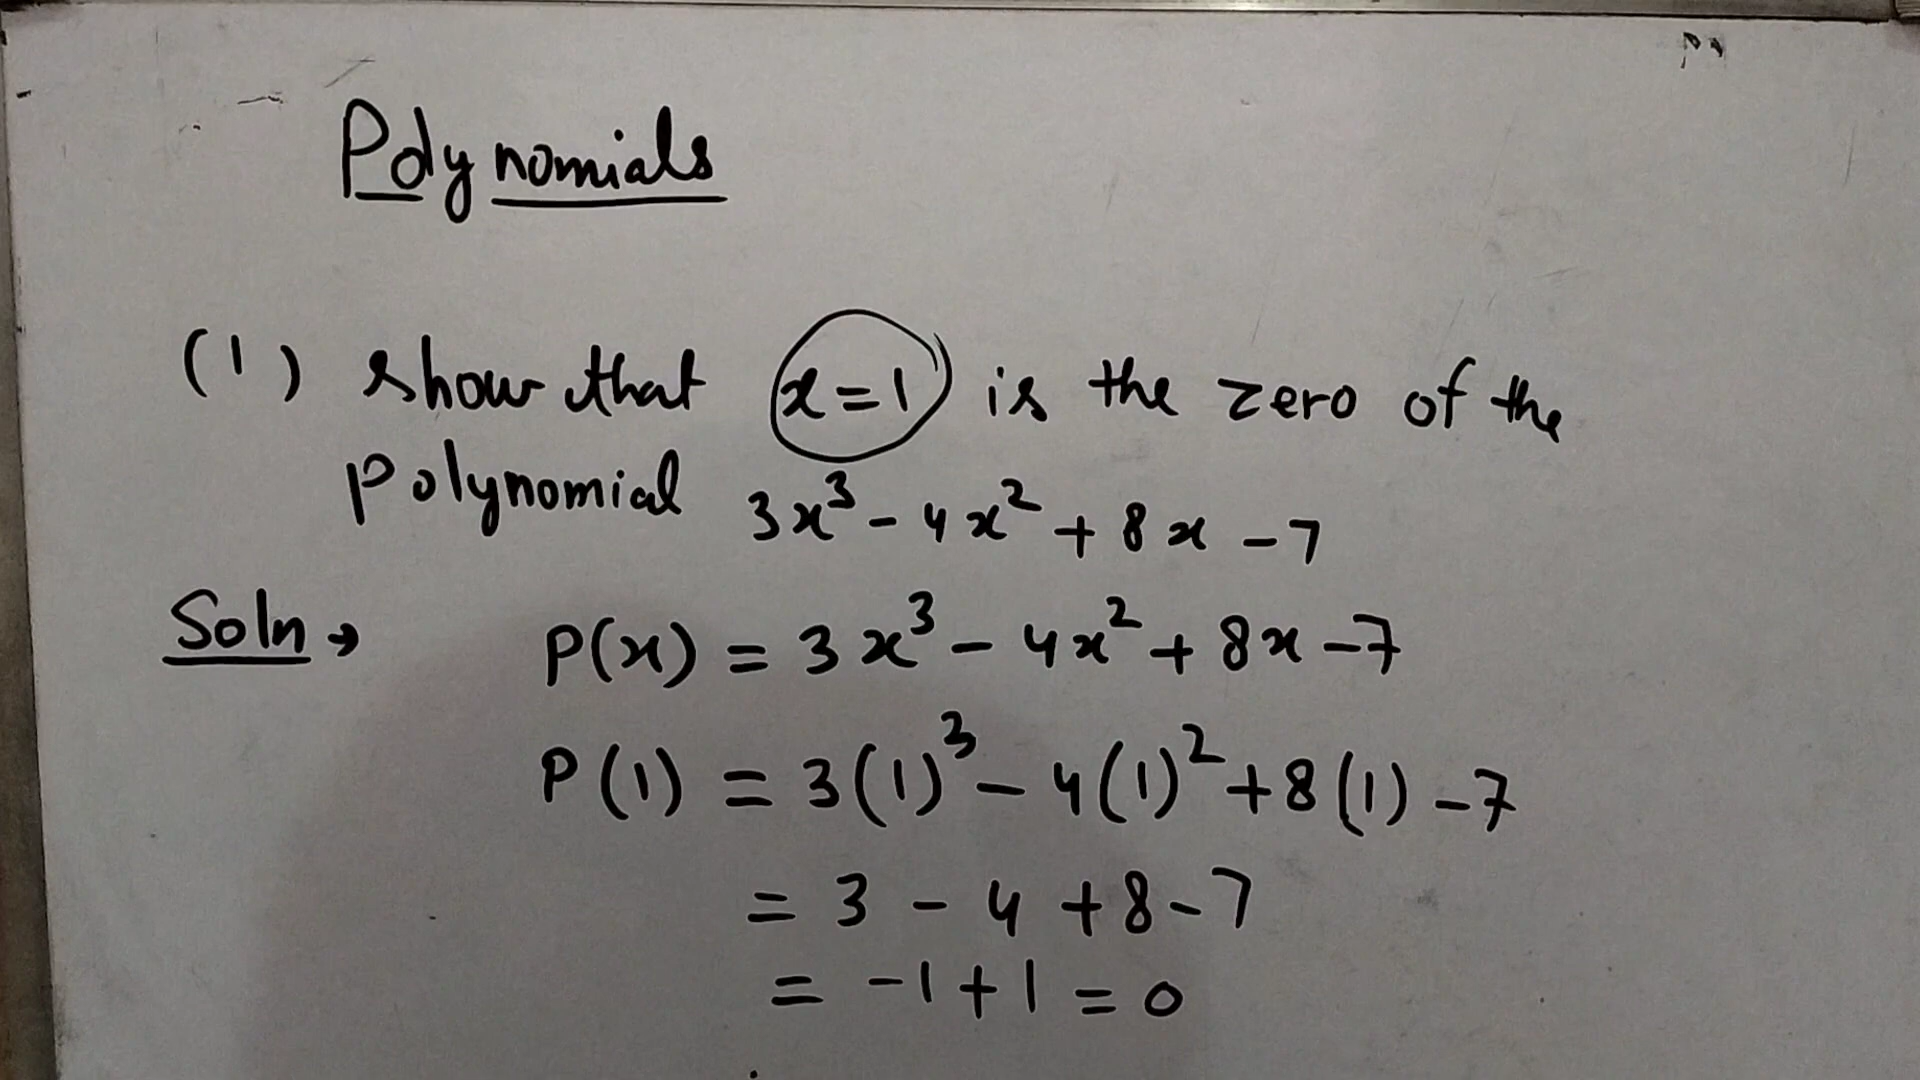 Polynomials
(1) show that x=1 is the zero of the
polynomial 3x³ - 4x² + 8x - 7
Soln → P(x) = 3x³ - 4x² + 8x - 7
P(1) = 3(1)³ - 4(1)² + 8(1) - 7
= 3 - 4 + 8 - 7
= -1 + 1 = 0